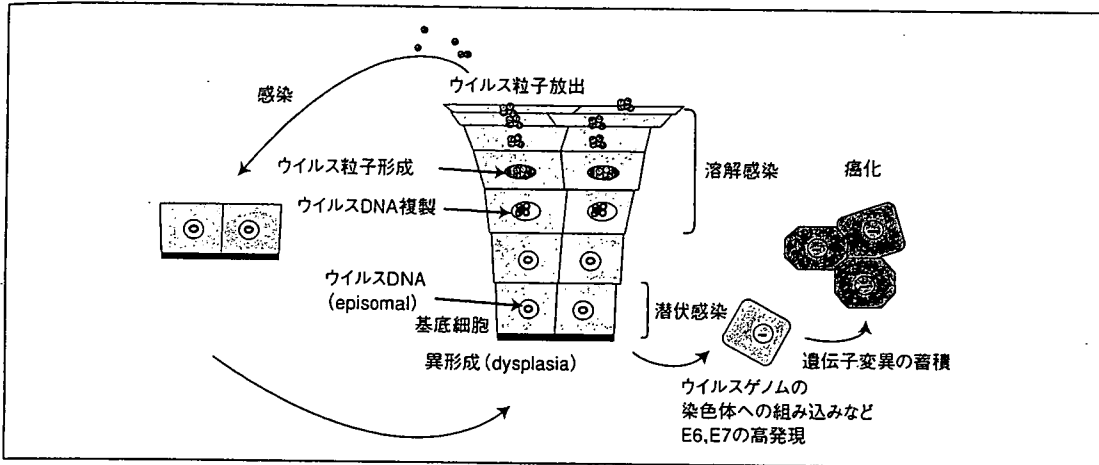 ウイルス粒子放出
感染
ウイルス粒子形成
溶解感染
癌化
ウイルスDNA複製
ウイルスDNA
(episomal)
基底細胞
潜伏感染
異形成(dysplasia)
遺伝子変異の蓄積
ウイルスゲノムの
染色体への組み込みなど
E6,E7の高発現